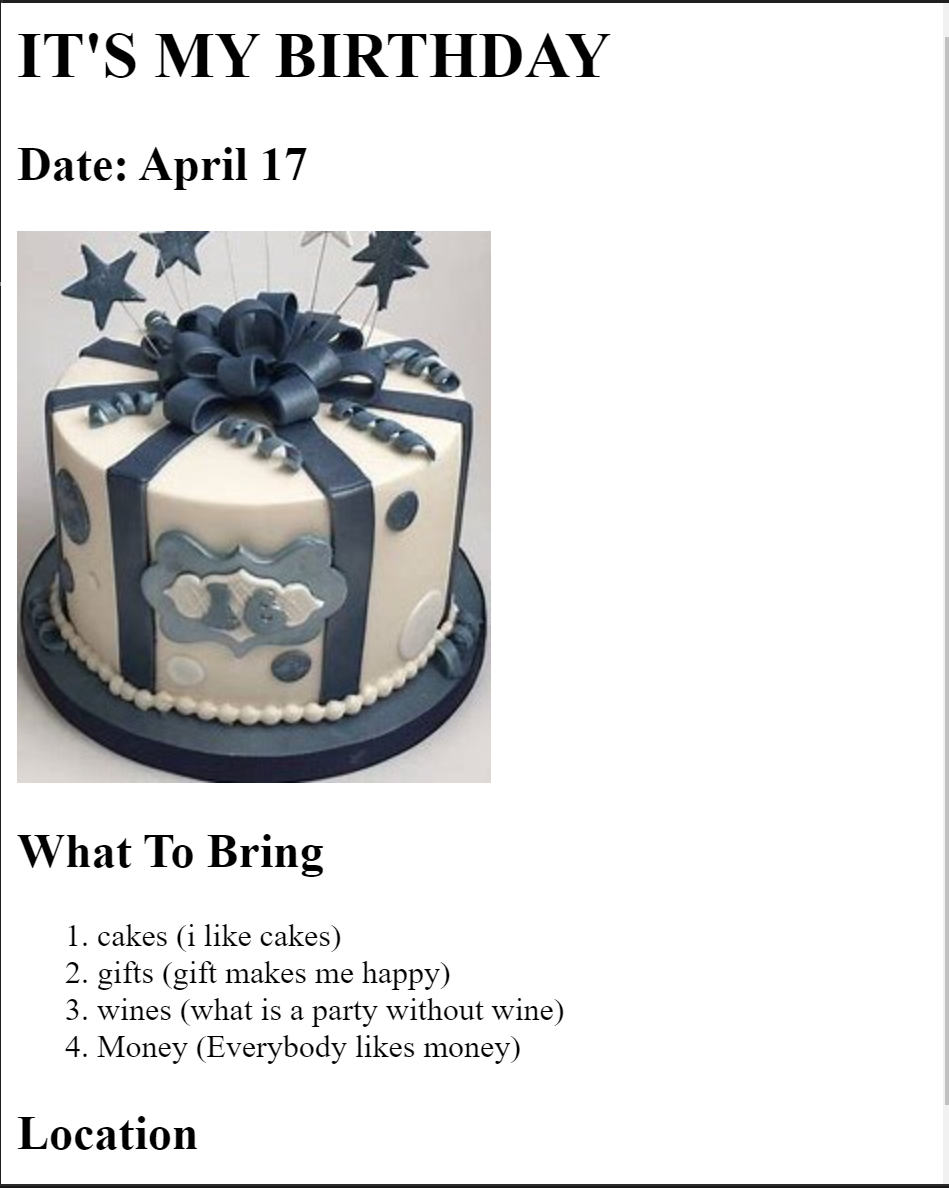 IT'S MY BIRTHDAY
Date: April 17
16
What To Bring
1. cakes (i like cakes)
2. gifts (gift makes me happy)
3. wines (what is a party without wine)
4. Money (Everybody likes money)
Location